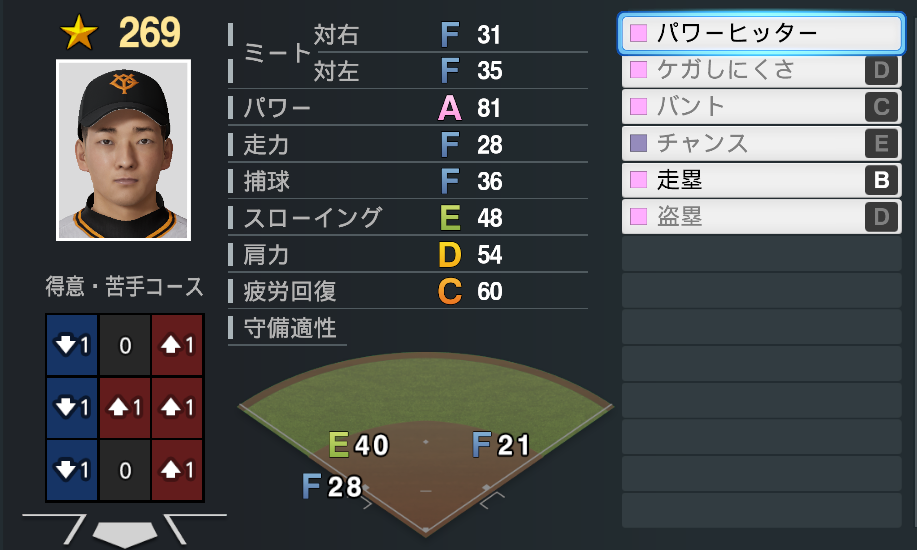 269
ミート 対右 F 31
対左 F 35
パワー A 81
走力 F 28
捕球 F 36
スローイング E 48
肩力 D 54
疲労回復 C 60
守備適性
E 40
F 21
F 28
得意・苦手コース
1 0 1
1 1 1
1 0 1
パワーヒッター
ケガしにくさ D
バント C
チャンス E
走塁 B
盗塁 D